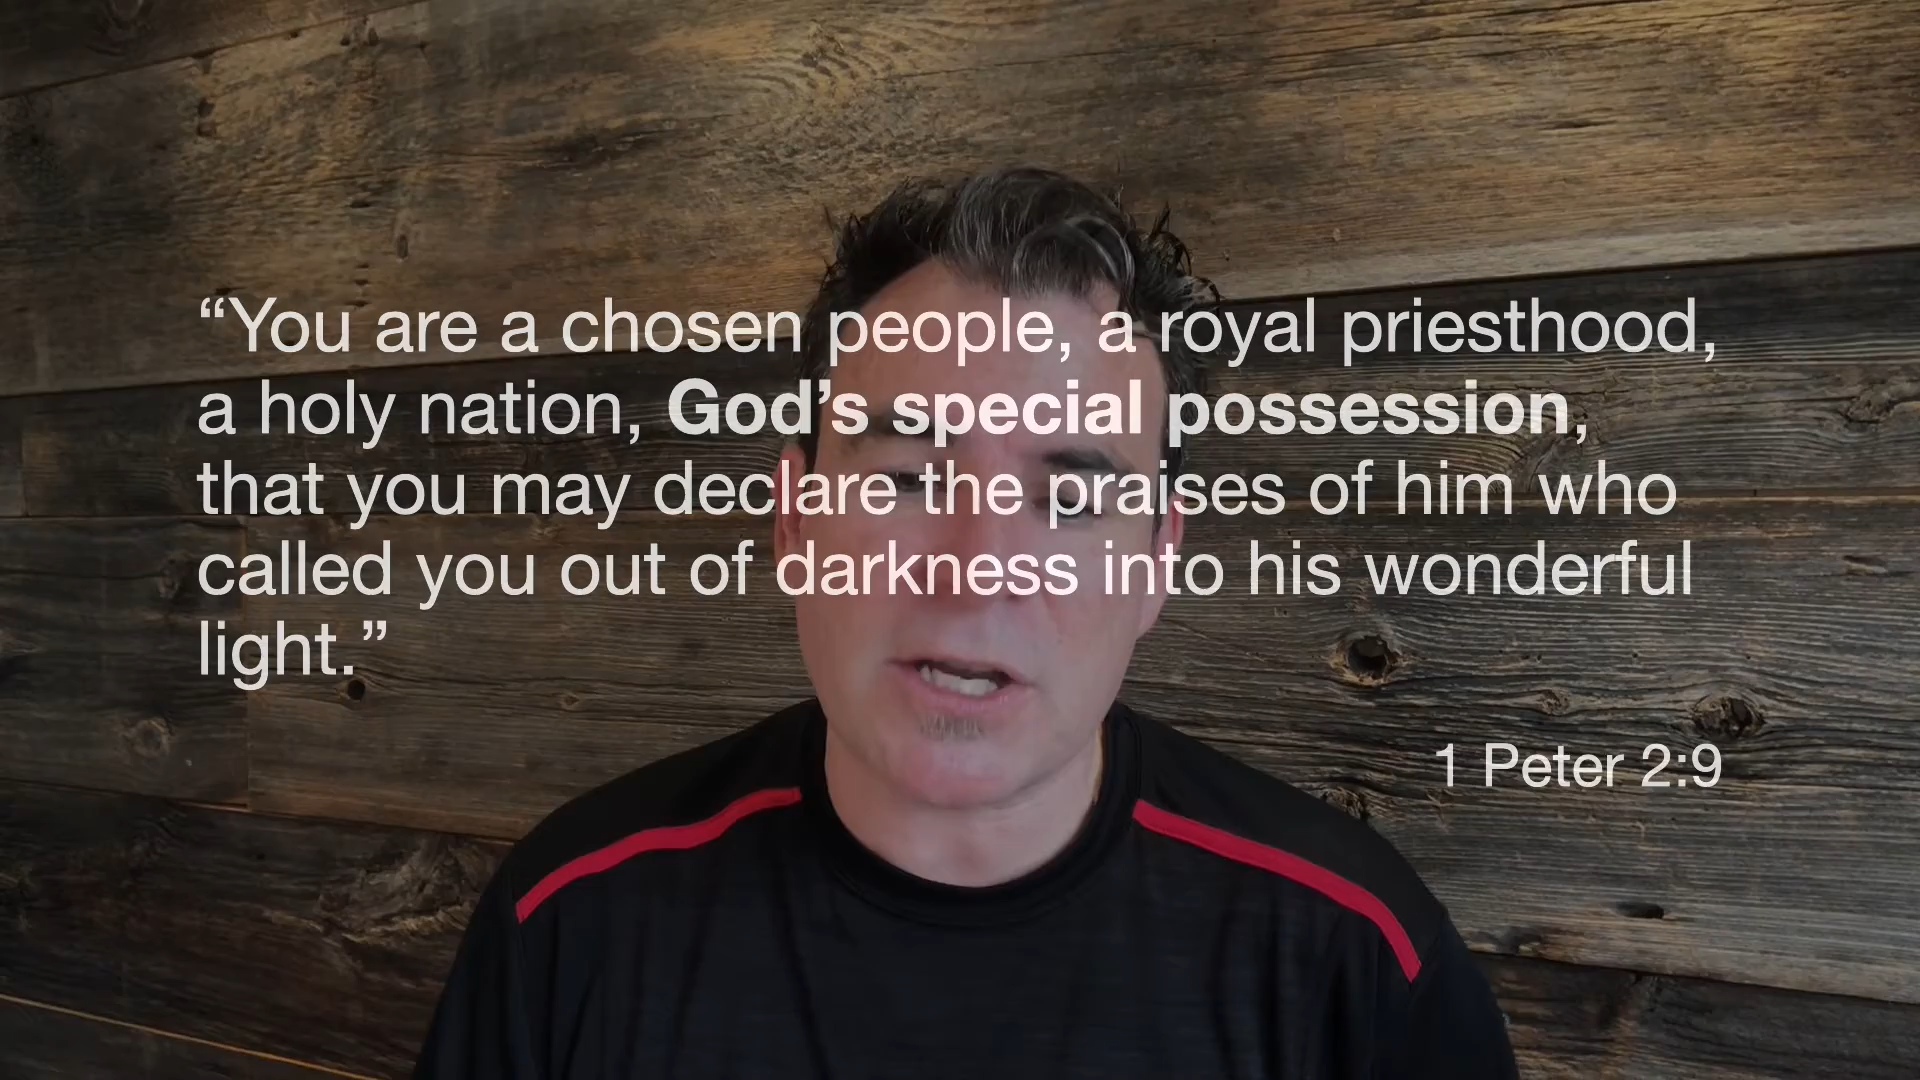 “You are a chosen people, a royal priesthood,
a holy nation, God’s special possession,
that you may declare the praises of him who
called you out of darkness into his wonderful
light.”
1 Peter 2:9